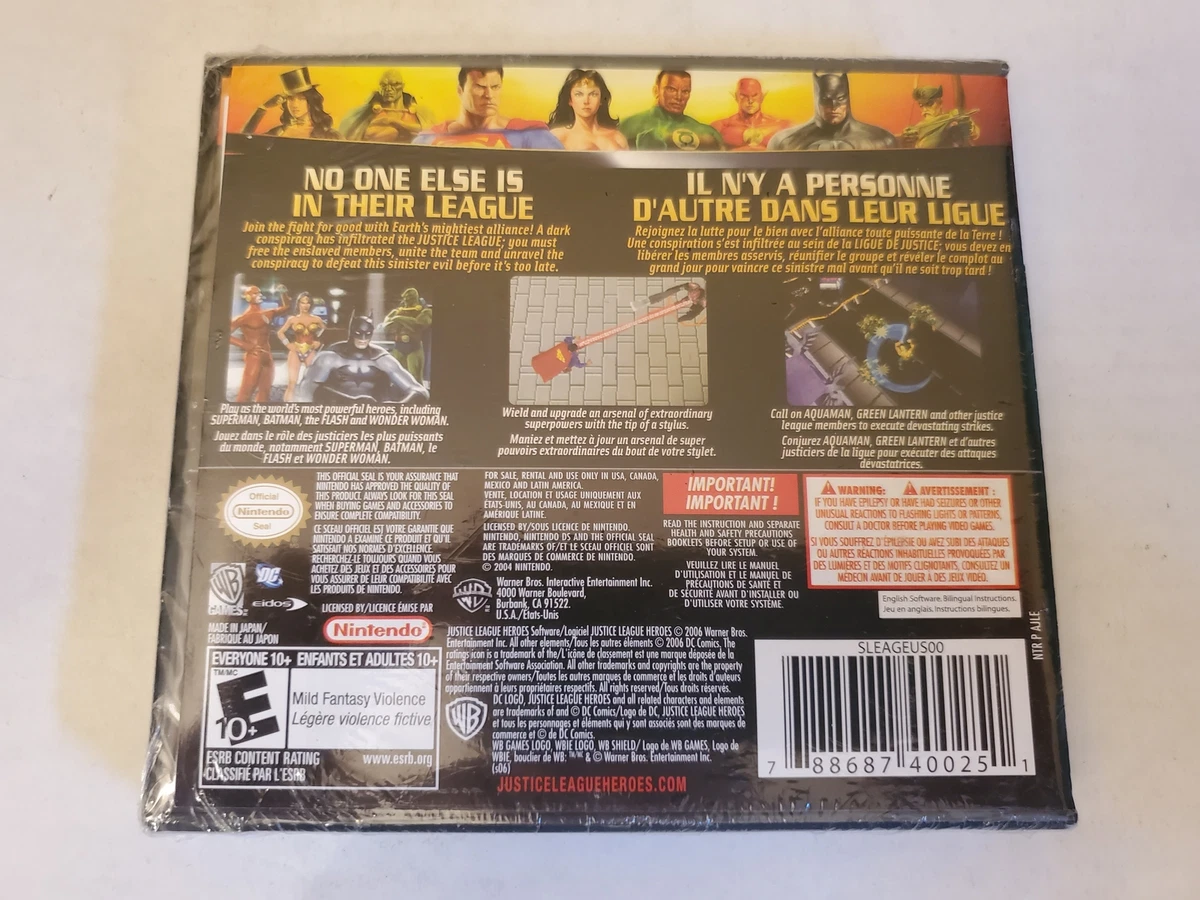 NO ONE ELSE IS
IN THEIR LEAGUE
Join the fight for good with Earth's mightiest alliance! A dark
conspiracy has infiltrated the JUSTICE LEAGUE; you must
free the enslaved members, unite the team and unravel the
conspiracy to defeat this sinister evil before it's too late.
IL N'Y A PERSONNE
D'AUTRE DANS LEUR LIGUE
Rejoignez la lutte pour le bien avec l'alliance toute puissante de la Terre !
Une conspiration s'est infiltrée au sein de la LIGUE DE JUSTICE; vous devez en
libérer les membres asservis, réunifier le groupe et révéler le complot au
grand jour pour vaincre ce sinistre mal avant qu'il ne soit trop tard !
Play as the world's most powerful heroes, including
SUPERMAN, BATMAN, the FLASH and WONDER WOMAN.
Jouez dans le rôle des justiciers les plus puissants
du monde, notamment SUPERMAN, BATMAN, le
FLASH et WONDER WOMAN.
Wield and upgrade an arsenal of extraordinary
superpowers with the tip of a stylus.
Maniez et mettez à jour un arsenal de super
pouvoirs extraordinaires du bout de votre stylet.
Call on AQUAMAN, GREEN LANTERN and other justice
league members to execute devastating strikes.
Conjurez AQUAMAN, GREEN LANTERN et d'autres
justiciers de la ligue pour exécuter des attaques
dévastatrices.
Official
Nintendo
Seal
THIS OFFICIAL SEAL IS YOUR ASSURANCE THAT
NINTENDO HAS APPROVED THE QUALITY OF
THIS PRODUCT. ALWAYS LOOK FOR THIS SEAL
WHEN BUYING GAMES AND ACCESSORIES TO
ENSURE COMPLETE COMPATIBILITY.
CE SCEAU OFFICIEL EST VOTRE GARANTIE QUE
NINTENDO A EXAMINÉ CE PRODUIT ET QU'IL
SATISFAIT NOS NORMES D'EXCELLENCE.
RECHERCHEZ-LE TOUJOURS QUAND VOUS
ACHETEZ DES JEUX ET DES ACCESSOIRES POUR
VOUS ASSURER DE LEUR COMPATIBILITÉ AVEC
LES PRODUITS DE NINTENDO.
WB
GAMES
DC
eidos
MADE IN JAPAN/
FABRIQUÉ AU JAPON
LICENSED BY/LICENCE ÉMISE PAR
Nintendo
FOR SALE, RENTAL AND USE ONLY IN USA, CANADA,
MEXICO AND LATIN AMERICA.
VENTE, LOCATION ET USAGE UNIQUEMENT AUX
ETATS-UNIS, AU CANADA, AU MEXIQUE ET EN
AMÉRIQUE LATINE.
LICENSED BY/SOUS LICENCE DE NINTENDO.
NINTENDO, NINTENDO DS AND THE OFFICIAL SEAL
ARE TRADEMARKS OF/ET LE SCEAU OFFICIEL SONT
DES MARQUES DE COMMERCE DE NINTENDO.
© 2004 NINTENDO.
Warner Bros. Interactive Entertainment Inc.
4000 Warner Boulevard,
Burbank, CA 91522.
U.S.A./États-Unis
IMPORTANT!
IMPORTANT !
READ THE INSTRUCTION AND SEPARATE
HEALTH AND SAFETY PRECAUTIONS
BOOKLETS BEFORE SETUP OR USE OF
YOUR SYSTEM.
VEUILLEZ LIRE LE MANUEL
D'UTILISATION ET LE MANUEL DE
PRÉCAUTIONS DE SANTÉ ET
DE SÉCURITÉ AVANT D'INSTALLER OU
D'UTILISER VOTRE SYSTÈME.
WARNING: AVERTISSEMENT :
IF YOU HAVE EPILEPSY OR HAVE HAD SEIZURES OR OTHER
UNUSUAL REACTIONS TO FLASHING LIGHTS OR PATTERNS,
CONSULT A DOCTOR BEFORE PLAYING VIDEO GAMES.
SI VOUS SOUFFREZ D'ÉPILEPSIE OU AVEZ SUBI DES ATTAQUES
OU AUTRES RÉACTIONS INHABITUELLES PROVOQUÉES PAR
DES LUMIÈRES ET DES MOTIFS CLIGNOTANTS, CONSULTEZ UN
MÉDECIN AVANT DE JOUER À DES JEUX VIDEO.
English Software. Bilingual instructions.
Jeu en anglais. Instructions bilingues.
EVERYONE 10+ ENFANTS ET ADULTES 10+
TM/MC
E
10+
Mild Fantasy Violence
Légère violence fictive
ESRB CONTENT RATING www.esrb.org
CLASSIFIÉ PAR L'ESRB
JUSTICE LEAGUE HEROES Software/Logiciel JUSTICE LEAGUE HEROES © 2006 Warner Bros.
Entertainment Inc. All other elements/Tous les autres éléments © 2006 DC Comics. The
ratings icon is a trademark of the/L'icône de classement est une marque déposée de la
Entertainment Software Association. All other trademarks and copyrights are the property
of their respective owners/Toutes les autres marques de commerce et les droits d'auteurs
appartiennent à leurs propriétaires respectifs. All rights reserved/Tous droits réservés.
DC LOGO, JUSTICE LEAGUE HEROES and all related characters and elements
are trademarks of and © DC Comics/Logo de DC, JUSTICE LEAGUE HEROES
et tous les personnages et éléments qui y sont associés sont des marques de
commerce et © de DC Comics.
WB GAMES LOGO, WBIE LOGO, WB SHIELD/ Logo de WB GAMES, Logo de
WBIE, bouclier de WB: TM/MC & © Warner Bros. Entertainment Inc.
(s06)
WB
JUSTICELEAGUEHEROES.COM
NTR P AJLE
SLEAGEUS00
7 88687 40025 1